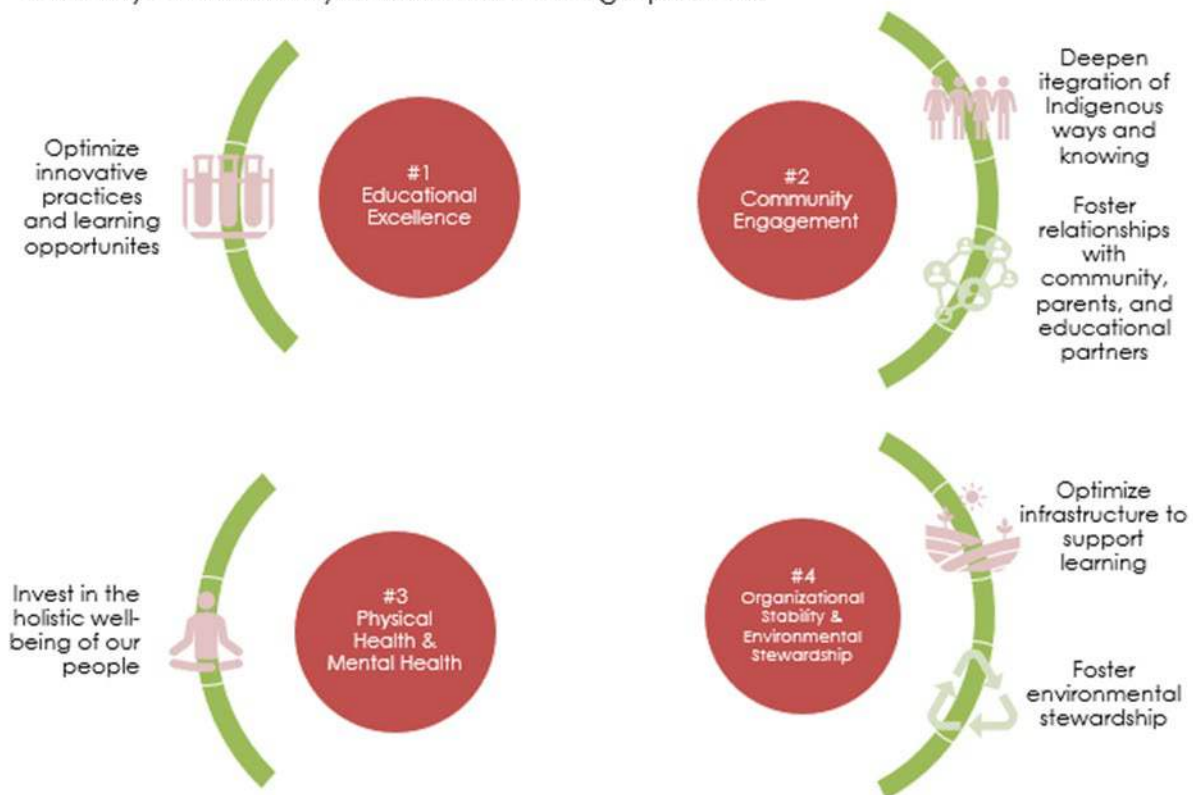 Optimize
innovative
practices
and learning
opportunites
#1
Educational
Excellence
#2
Community
Engagement
Deepen
itegration of
Indigenous
ways and
knowing
Foster
relationships
with
community,
parents, and
educational
partners
Invest in the
holistic well-
being of our
people
#3
Physical
Health &
Mental Health
#4
Organizational
Stability &
Environmental
Stewardship
Optimize
infrastructure to
support
learning
Foster
environmental
stewardship